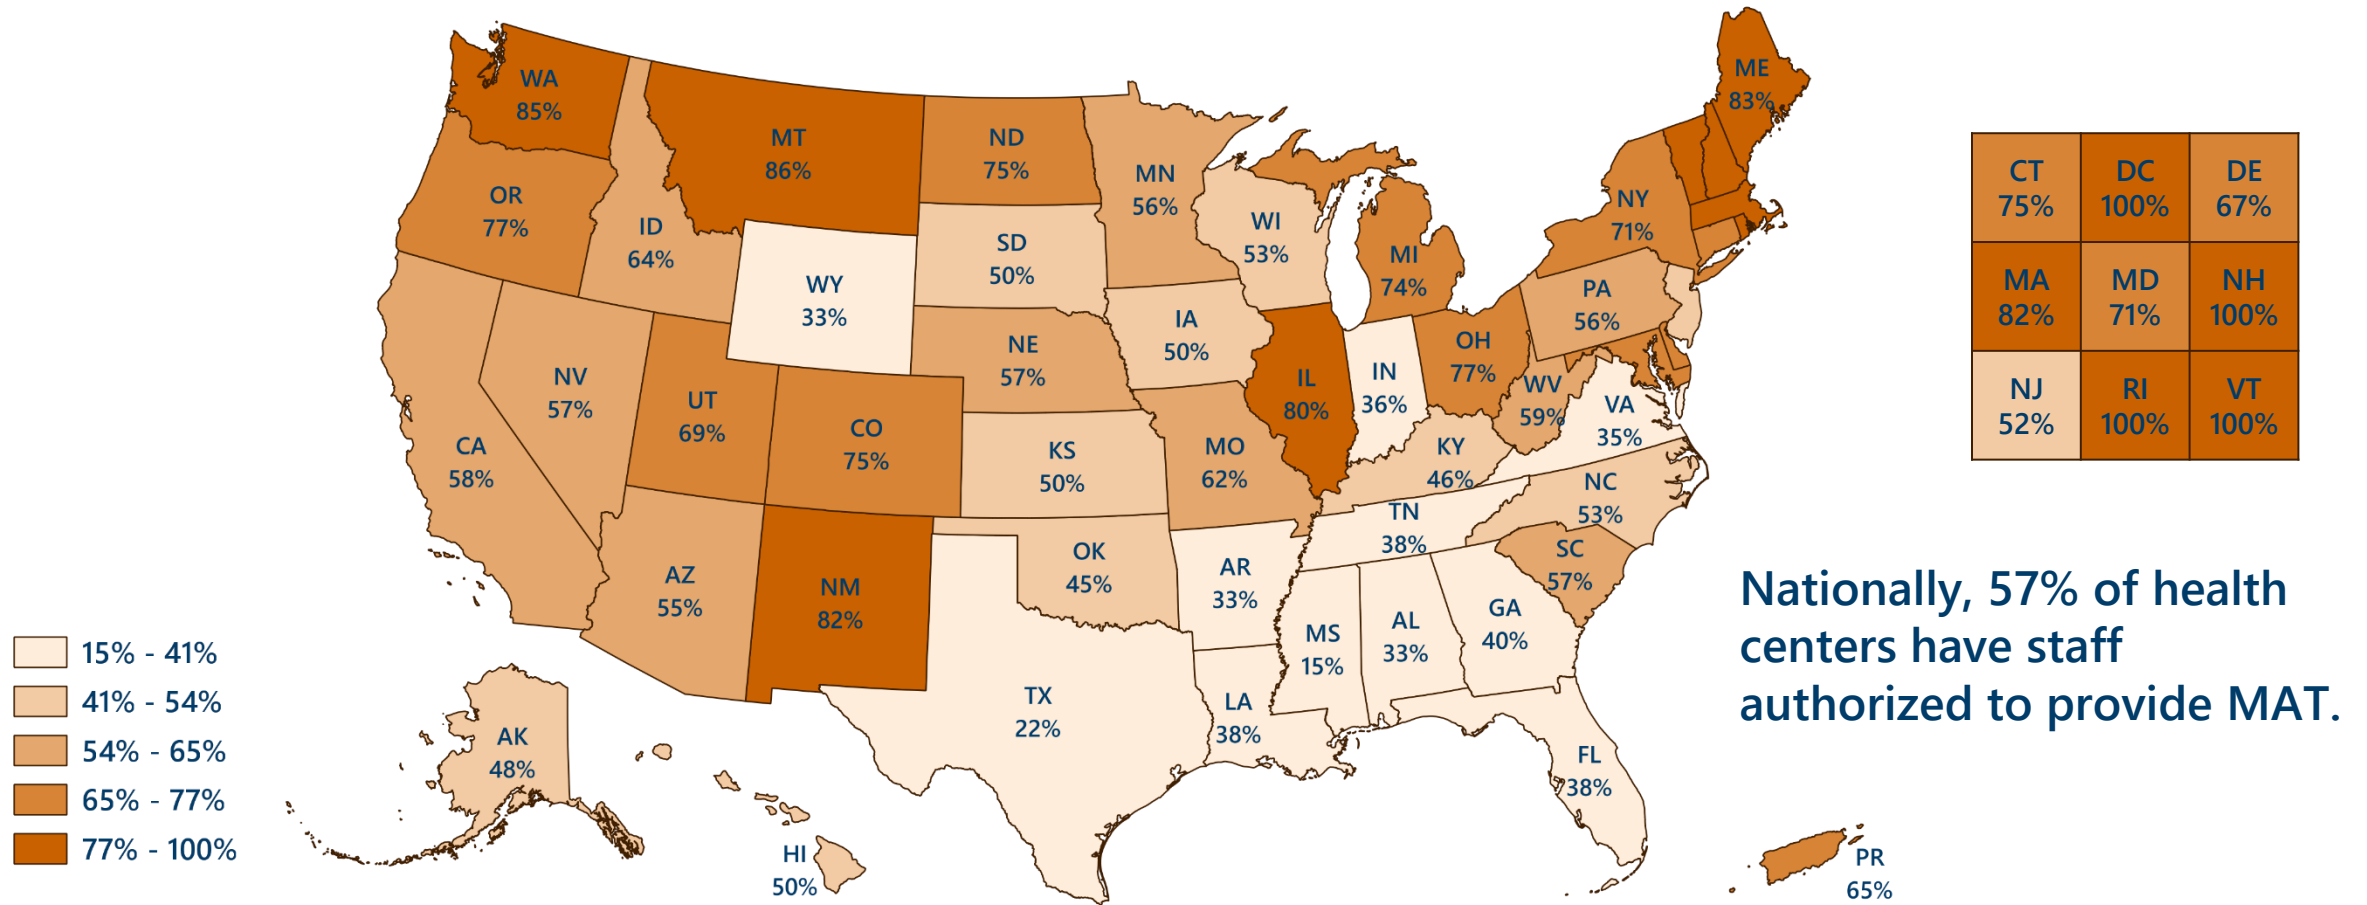 WA
85%
MT
86%
ND
75%
MN
56%
OR
77%
ID
64%
WY
33%
SD
50%
WI
53%
MI
74%
NY
71%
ME
83%
CT
75%
DC
100%
DE
67%
MA
82%
MD
71%
NH
100%
NJ
52%
RI
100%
VT
100%
NV
57%
UT
69%
CO
75%
NE
57%
IA
50%
IL
80%
IN
36%
OH
77%
PA
56%
WV
59%
VA
35%
CA
58%
KS
50%
MO
62%
KY
46%
NC
53%
TN
38%
SC
57%
AZ
55%
NM
82%
OK
45%
AR
33%
MS
15%
AL
33%
GA
40%
TX
22%
LA
38%
FL
38%
AK
48%
HI
50%
PR
65%
Nationally, 57% of health
centers have staff
authorized to provide MAT.
15% - 41%
41% - 54%
54% - 65%
65% - 77%
77% - 100%